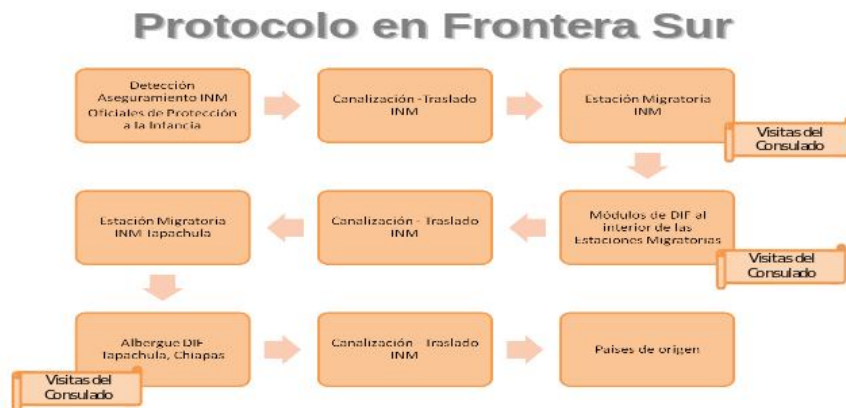 Protocolo en Frontera Sur
Detección
Aseguramiento INM
Oficiales de Protección
a la Infancia
Canalización -Traslado
INM
Estación Migratoria
INM
Visitas del
Consulado
Estación Migratoria
INM Tapachula
Canalización - Traslado
INM
Módulos de DIF al
interior de las
Estaciones Migratorias
Visitas del
Consulado
Albergue DIF
Tapachula, Chiapas
Visitas del
Consulado
Canalización - Traslado
INM
Países de origen